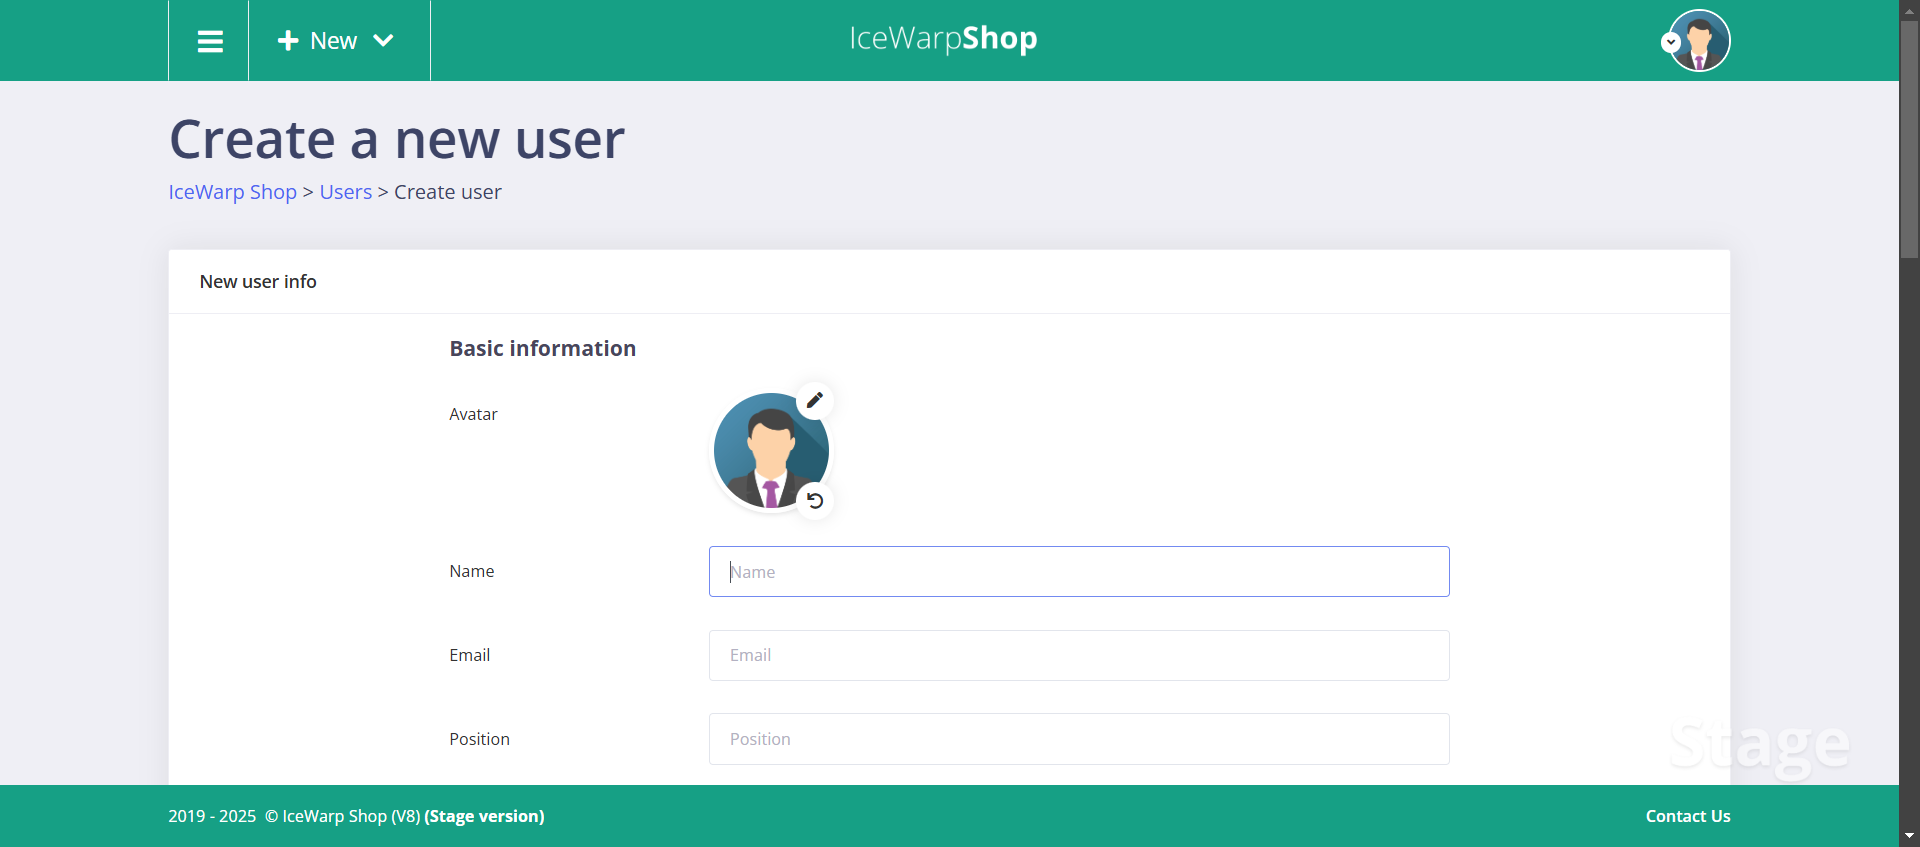 New
IceWarpShop
Create a new user
IceWarp Shop > Users > Create user
New user info
Basic information
Avatar
Name
Name
Email
Email
Position
Position
Stage
2019 - 2025 © IceWarp Shop (V8) (Stage version)
Contact Us